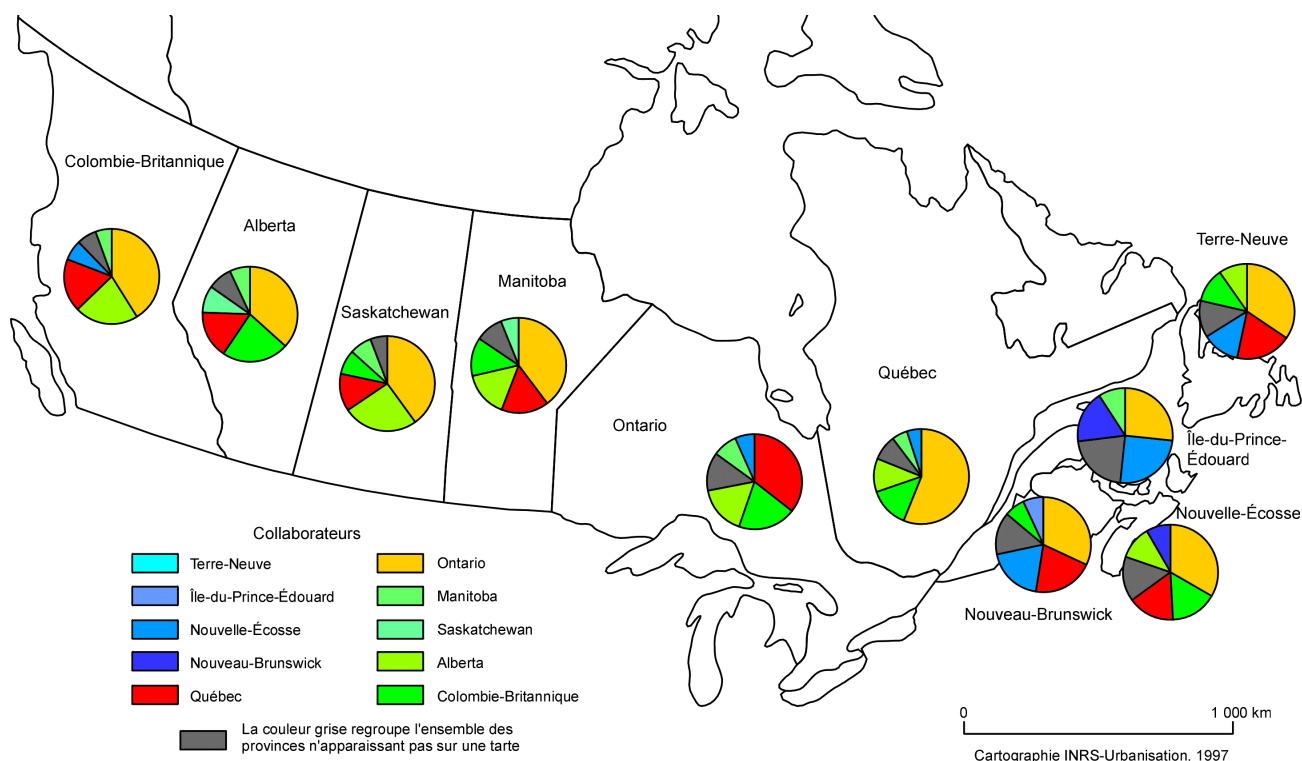 Colombie-Britannique
Alberta
Saskatchewan
Manitoba
Ontario
Québec
Terre-Neuve
Île-du-Prince-
Édouard
Nouvelle-Écosse
Nouveau-Brunswick
Collaborateurs
Terre-Neuve
Île-du-Prince-Édouard
Nouvelle-Écosse
Nouveau-Brunswick
Québec
Ontario
Manitoba
Saskatchewan
Alberta
Colombie-Britannique
La couleur grise regroupe l'ensemble des
provinces n'apparaissant pas sur une tarte
0 1 000 km
Cartographie INRS-Urbanisation, 1997